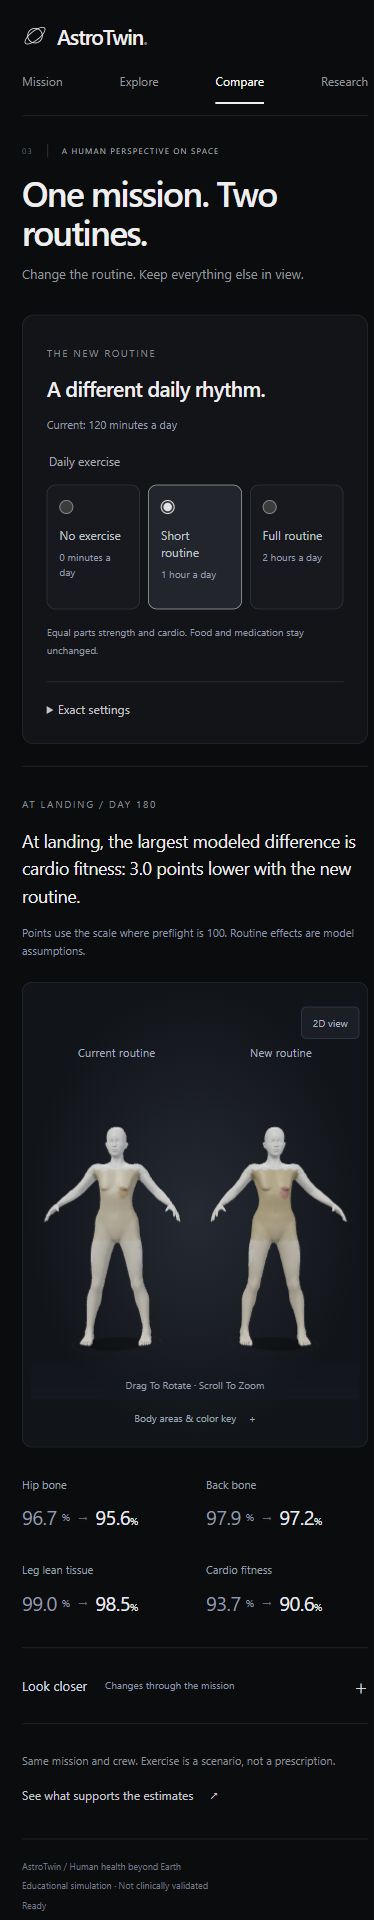 AstroTwin.
Mission Explore Compare Research
03 A HUMAN PERSPECTIVE ON SPACE
One mission. Two
routines.
Change the routine. Keep everything else in view.
THE NEW ROUTINE
A different daily rhythm.
Current: 120 minutes a day
Daily exercise
No exercise
0 minutes a
day
Short
routine
1 hour a day
Full routine
2 hours a day
Equal parts strength and cardio. Food and medication stay
unchanged.
▶ Exact settings
AT LANDING / DAY 180
At landing, the largest modeled difference is
cardio fitness: 3.0 points lower with the new
routine.
Points use the scale where preflight is 100. Routine effects are model
assumptions.
2D view
Current routine New routine
Drag To Rotate · Scroll To Zoom
Body areas & color key +
Hip bone Back bone
96.7 % → 95.6% 97.9 % → 97.2%
Leg lean tissue Cardio fitness
99.0 % → 98.5% 93.7 % → 90.6%
Look closer Changes through the mission +
Same mission and crew. Exercise is a scenario, not a prescription.
See what supports the estimates ↗
AstroTwin / Human health beyond Earth
Educational simulation · Not clinically validated
Ready